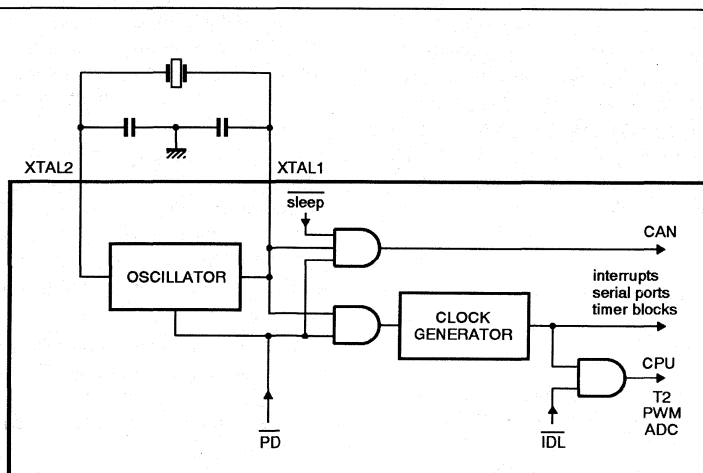 XTAL2
XTAL1
sleep
CAN
OSCILLATOR
interrupts
serial ports
timer blocks
CLOCK
GENERATOR
CPU
T2
PWM
ADC
PD
IDL